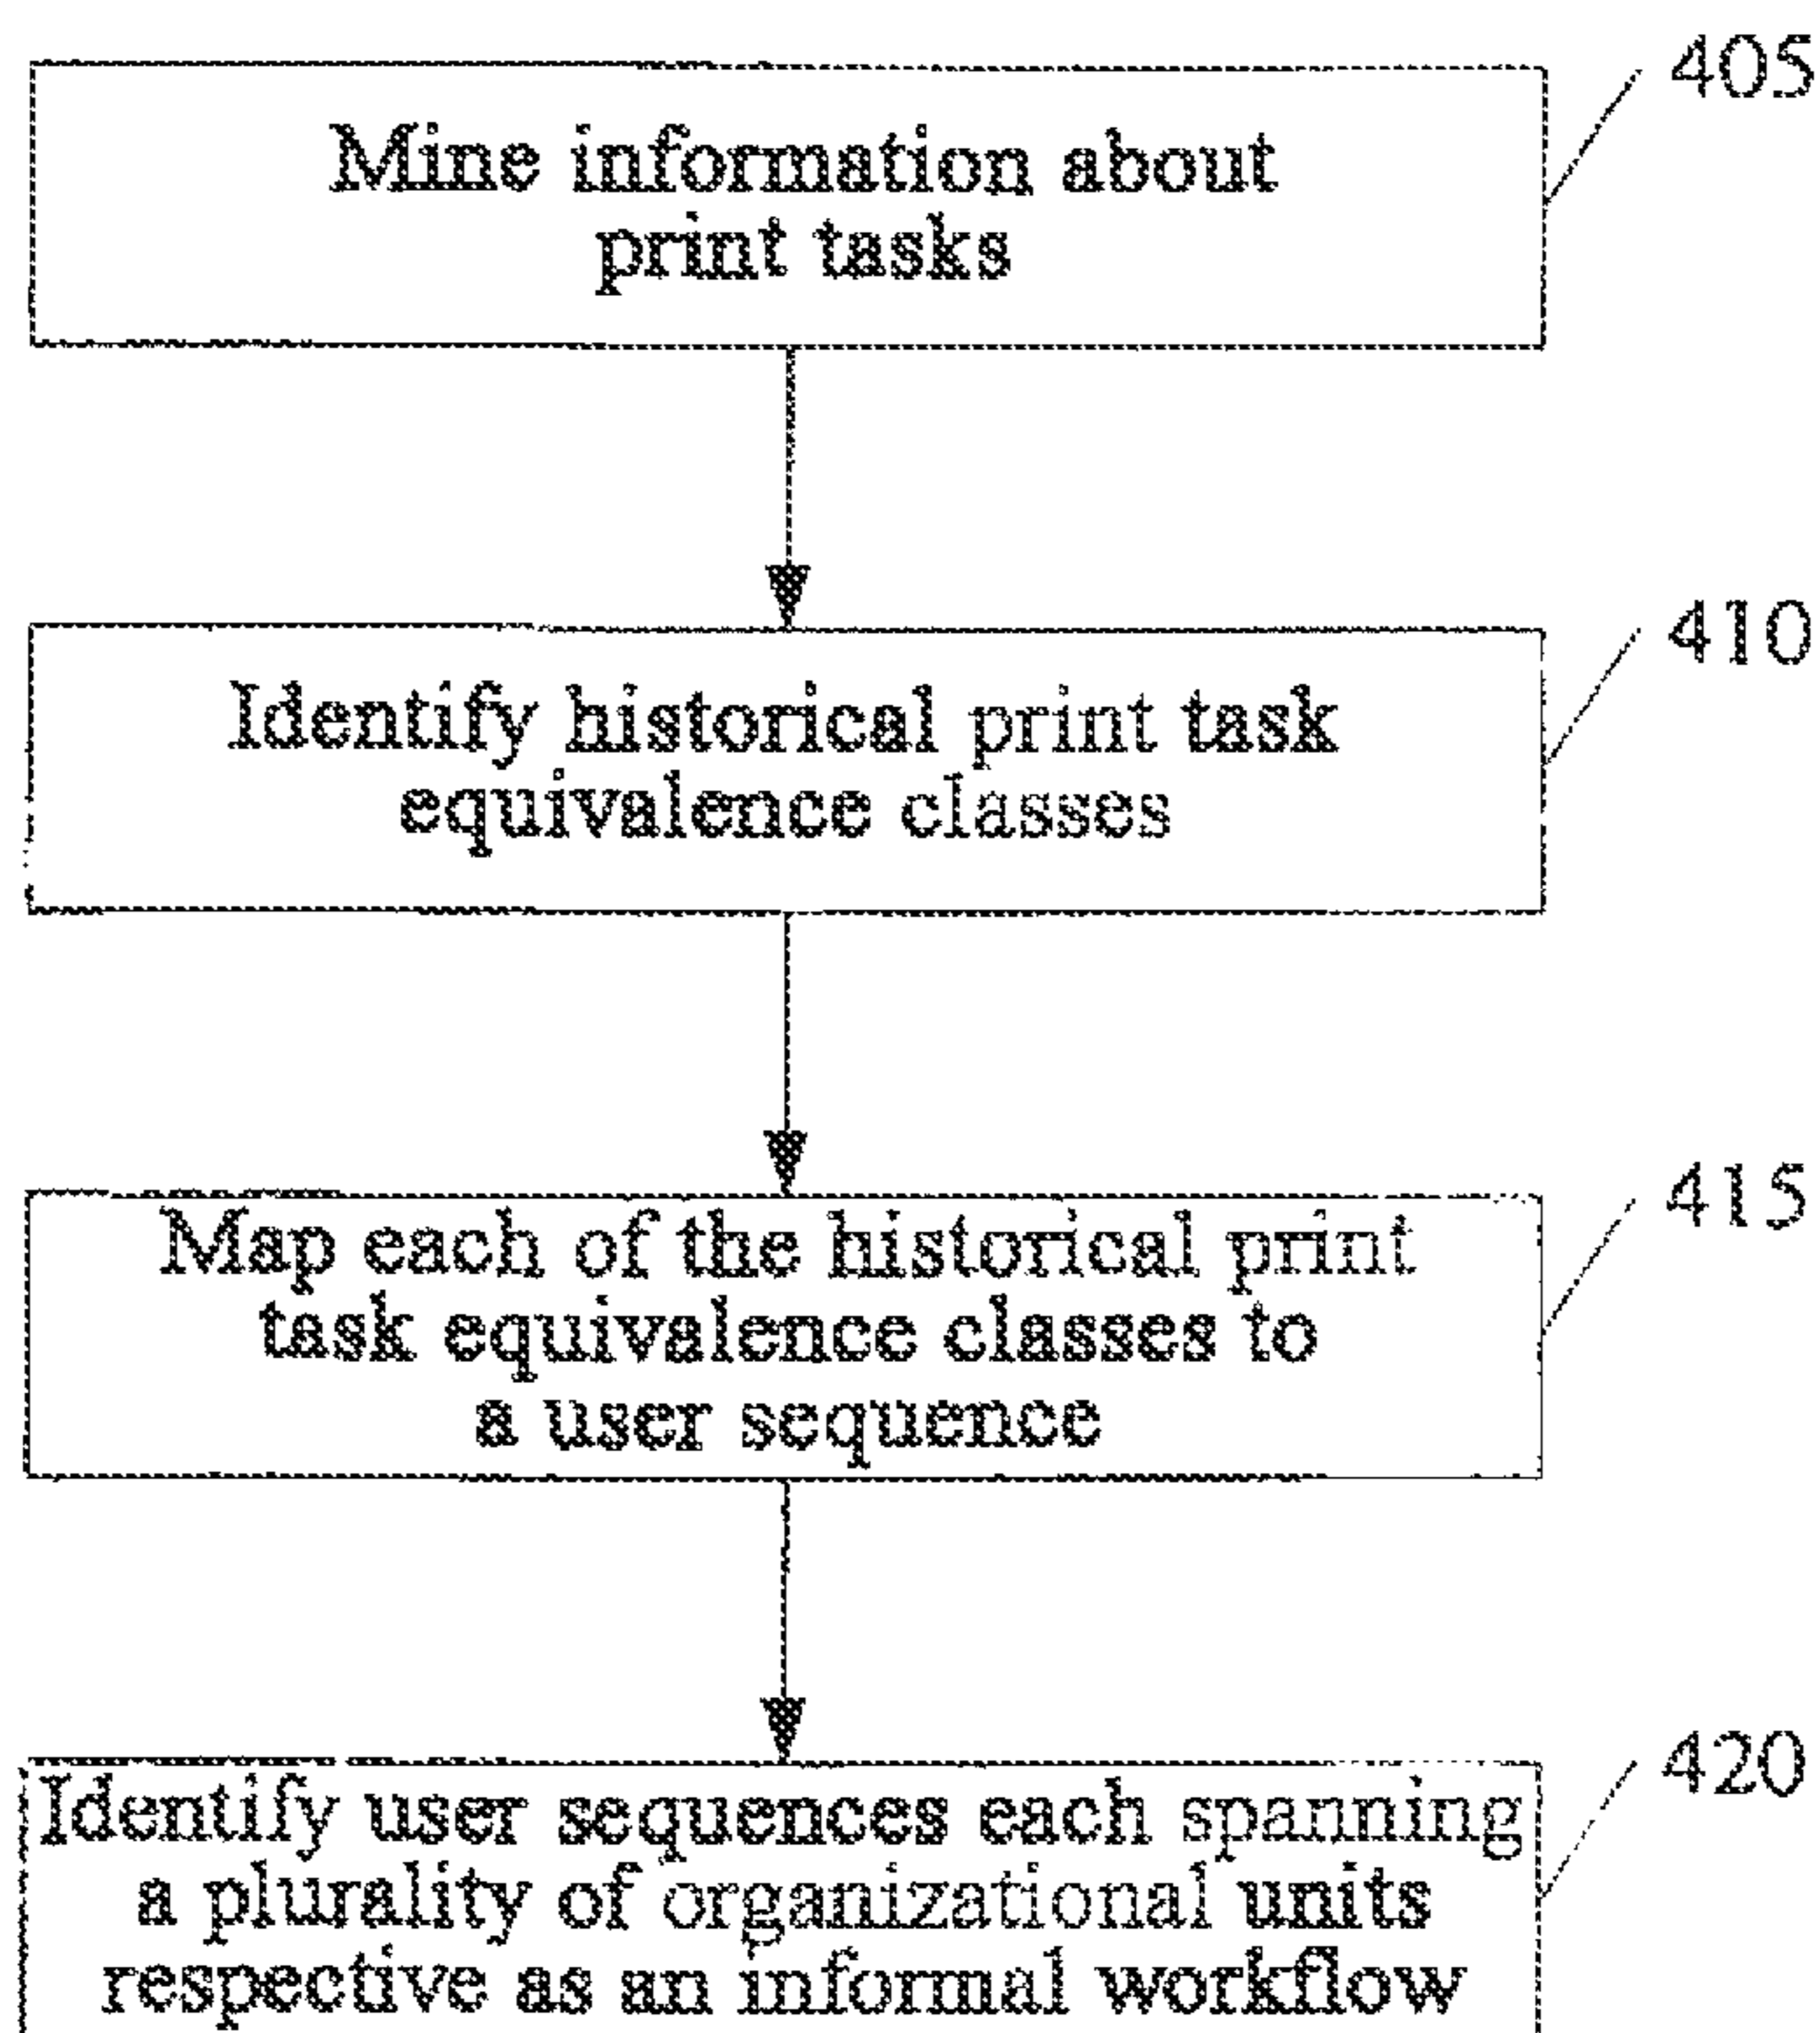 405
Mine information about
print tasks
410
Identify historical print task
equivalence classes
415
Map each of the historical print
task equivalence classes to
a user sequence
420
Identify user sequences each spanning
a plurality of organizational units
respective as an informal workflow